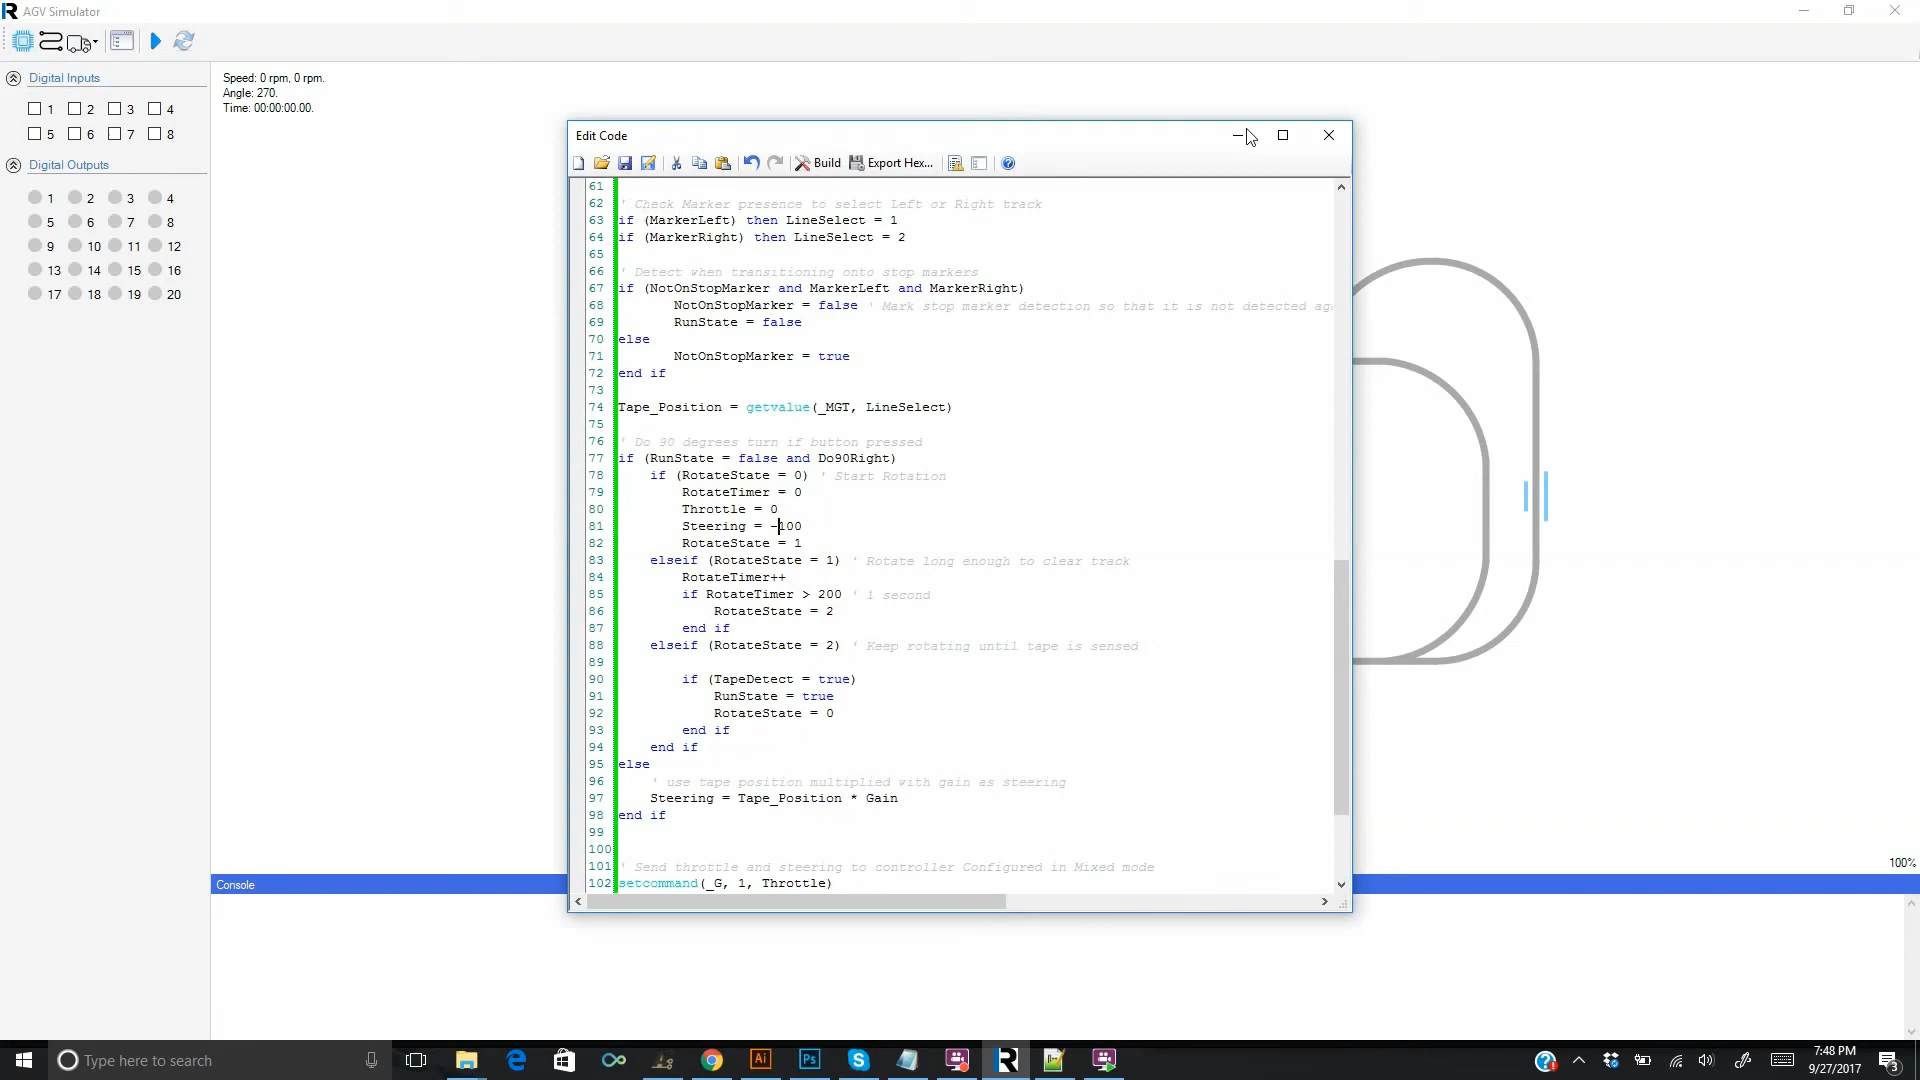 AGV Simulator
Digital Inputs
1 2 3 4
5 6 7 8
Digital Outputs
1 2 3 4
5 6 7 8
9 10 11 12
13 14 15 16
17 18 19 20
Speed: 0 rpm, 0 rpm.
Angle: 270.
Time: 00:00:00.00.
Edit Code
Build Export Hex...
61
62 ' Check Marker presence to select Left or Right track
63 if (MarkerLeft) then LineSelect = 1
64 if (MarkerRight) then LineSelect = 2
65
66 ' Detect when transitioning onto stop markers
67 if (NotOnStopMarker and MarkerLeft and MarkerRight)
68 NotOnStopMarker = false ' Mark stop marker detection so that it is not detected
69 RunState = false
70 else
71 NotOnStopMarker = true
72 end if
73
74 Tape_Position = getvalue(_MGT, LineSelect)
75
76 ' Do 90 degrees turn if button pressed
77 if (RunState = false and Do90Right)
78 if (RotateState = 0) ' Start Rotation
79 RotateTimer = 0
80 Throttle = 0
81 Steering = -100
82 RotateState = 1
83 elseif (RotateState = 1) ' Rotate long enough to clear track
84 RotateTimer++
85 if RotateTimer > 200 ' 1 second
86 RotateState = 2
87 end if
88 elseif (RotateState = 2) ' Keep rotating until tape is sensed
89
90 if (TapeDetect = true)
91 RunState = true
92 RotateState = 0
93 end if
94 end if
95 else
96 ' use tape position multiplied with gain as steering
97 Steering = Tape_Position * Gain
98 end if
99
100
101 ' Send throttle and steering to controller Configured in Mixed mode
102 setcommand(_G, 1, Throttle)
100%
Console
Type here to search
7:48 PM
9/27/2017
3